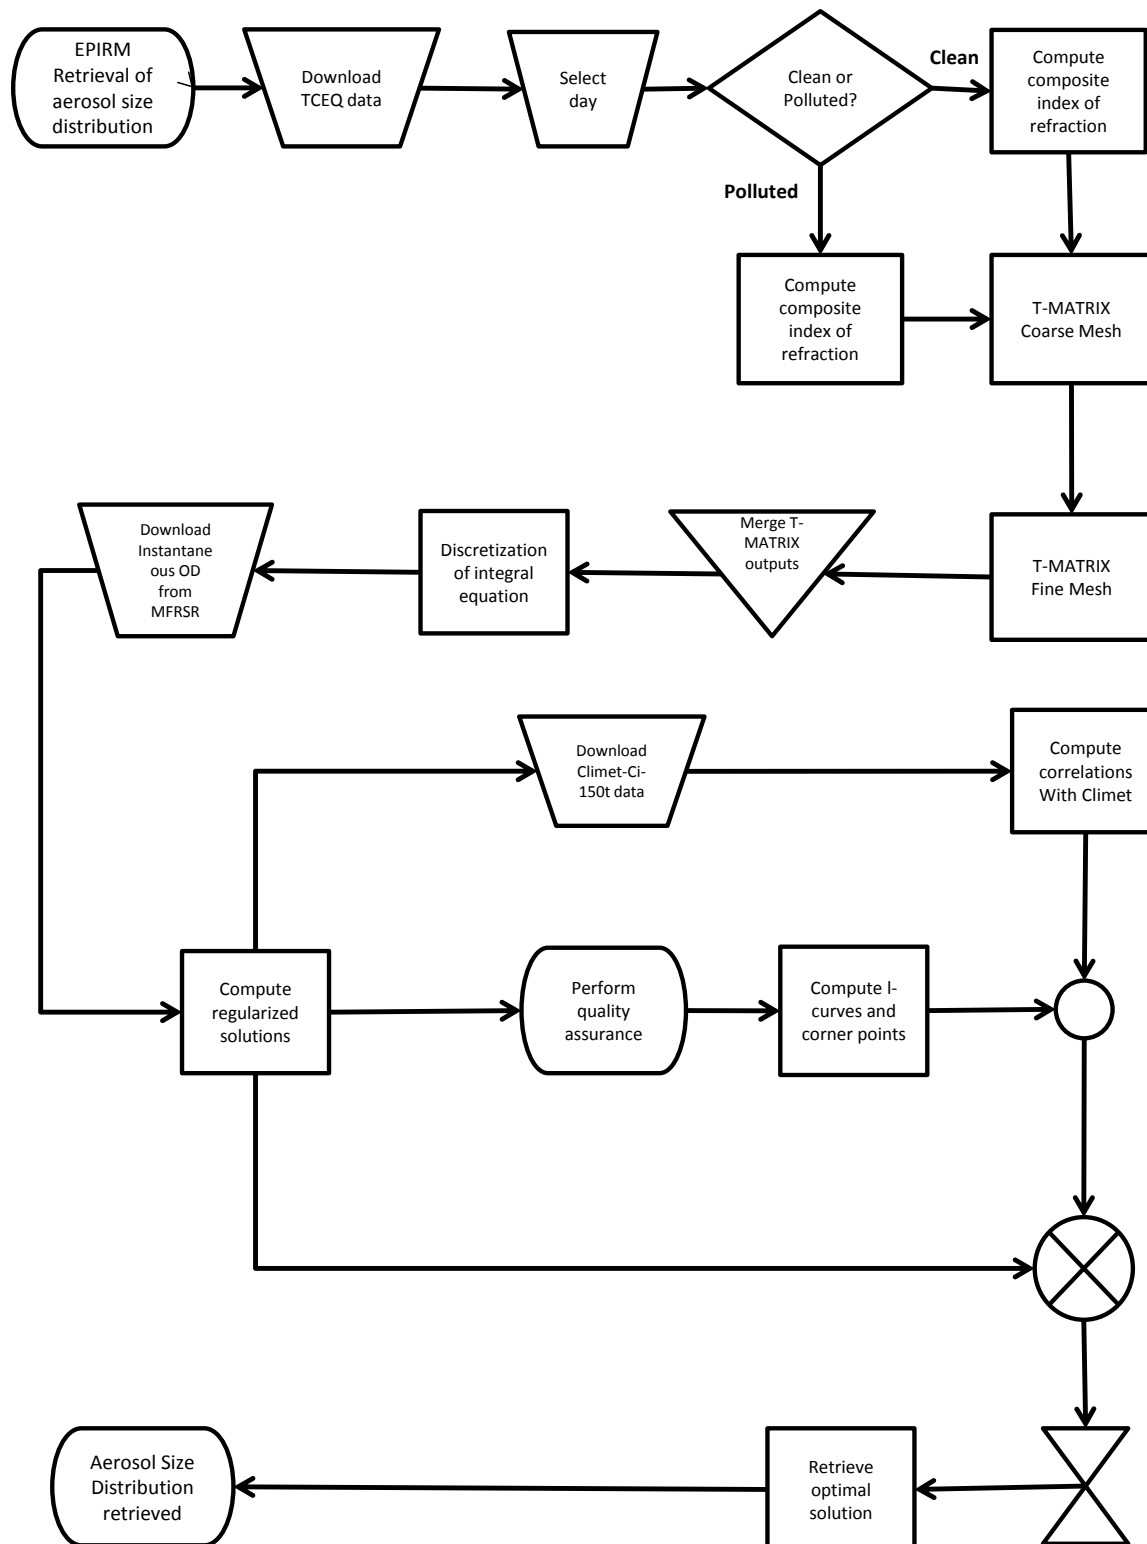 EPIRM
Retrieval of
aerosol size
distribution
Download
TCEQ data
Select
day
Clean or
Polluted?
Clean
Compute
composite
index of
refraction
Polluted
Compute
composite
index of
refraction
T-MATRIX
Coarse Mesh
Download
Instantane
ous OD
from
MFRSR
Discretization
of integral
equation
Merge T-
MATRIX
outputs
T-MATRIX
Fine Mesh
Download
Climet-Ci-
150t data
Compute
correlations
With Climet
Compute
regularized
solutions
Perform
quality
assurance
Compute l-
curves and
corner points
Aerosol Size
Distribution
retrieved
Retrieve
optimal
solution